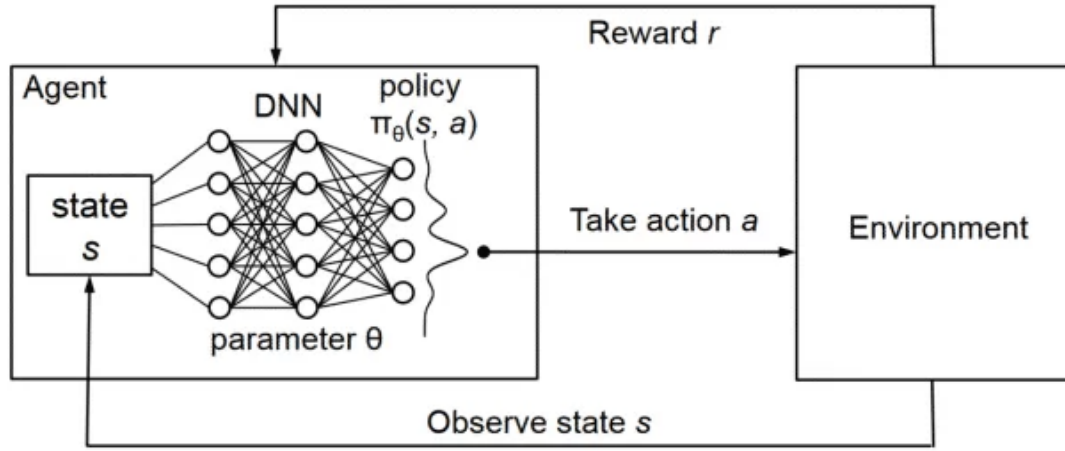 Reward r
Agent
policy
DNN
πθ(s, a)
state
s
Take action a
Environment
parameter θ
Observe state s